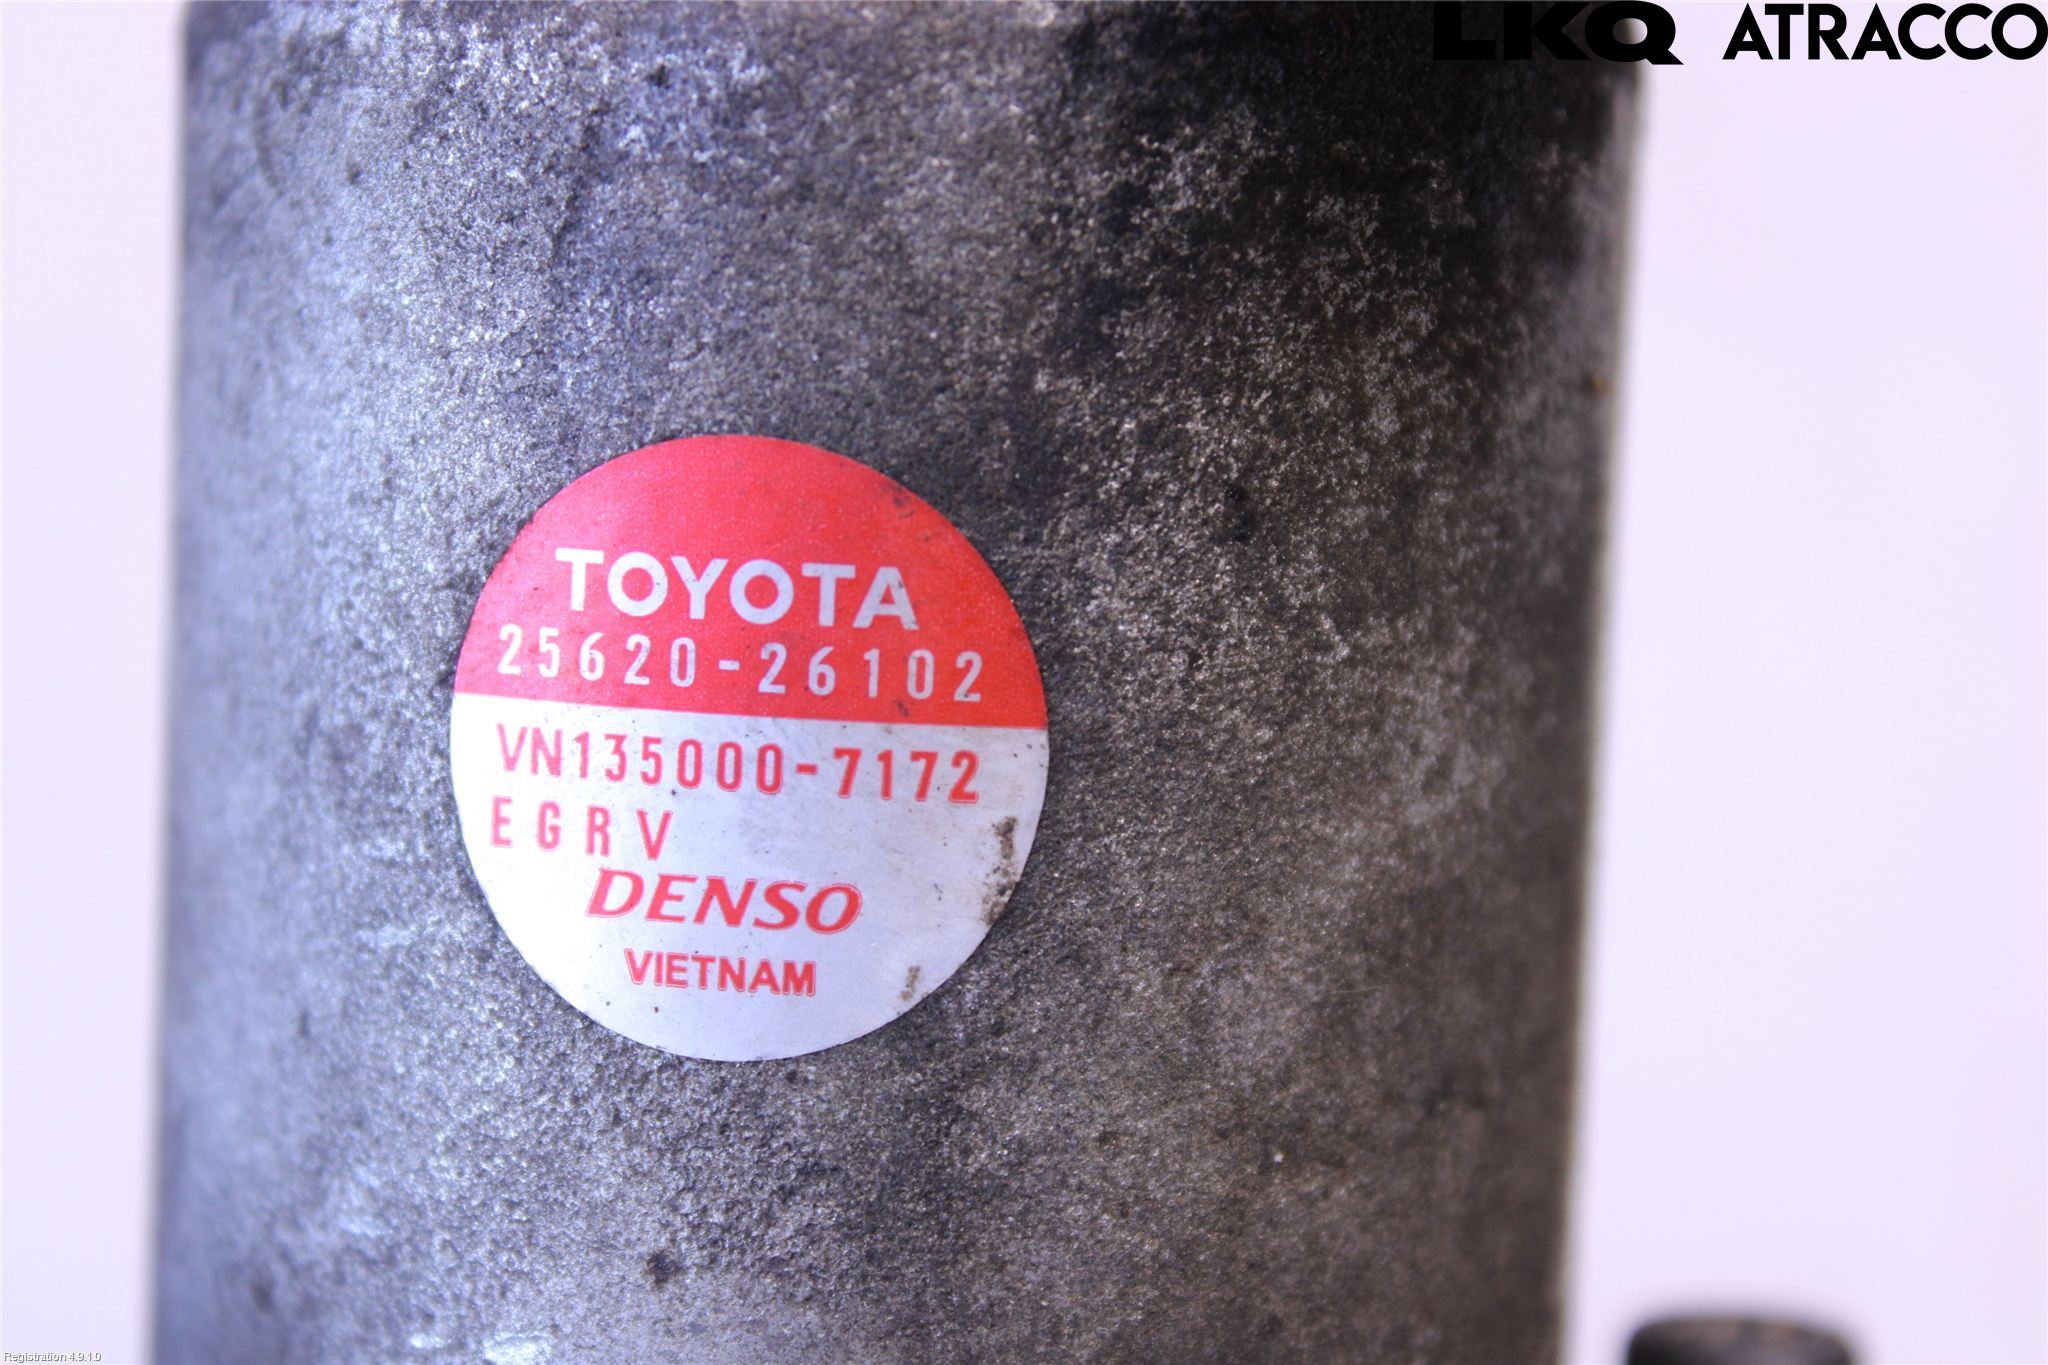 LKQ ATRACCO
TOYOTA
25620-26102
VN135000-7172
EGRV
DENSO
VIETNAM
Registration 4.9.1.0